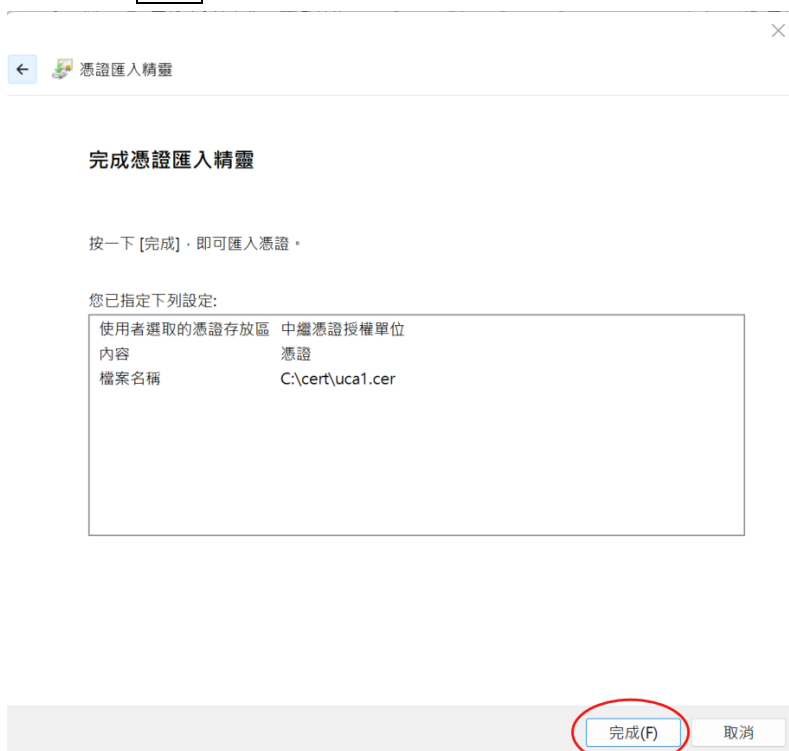 憑證匯入精靈
完成憑證匯入精靈
按一下 [完成]，即可匯入憑證。
您已指定下列設定:
使用者選取的憑證存放區 中繼憑證授權單位
內容 憑證
檔案名稱 C:\cert\uca1.cer
完成(F) 取消